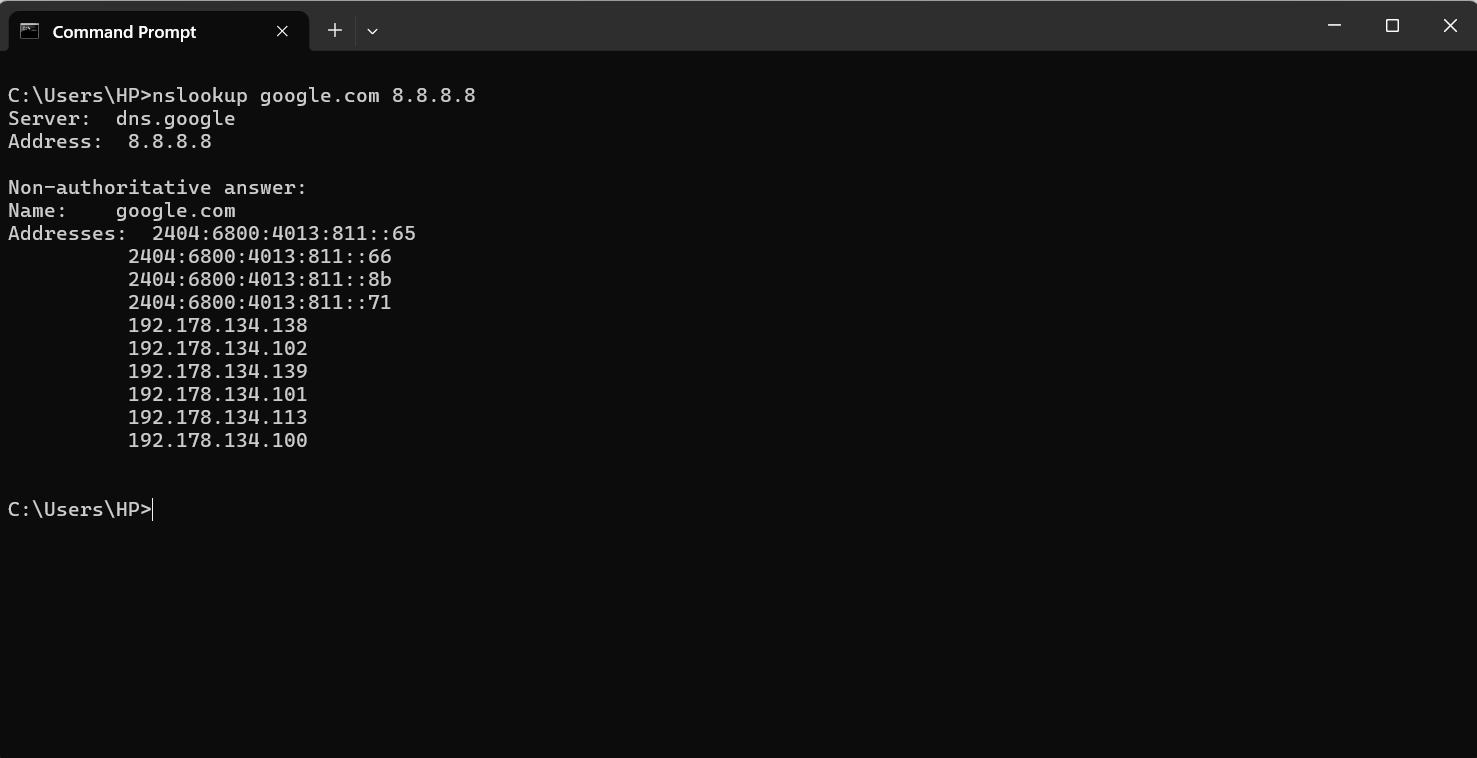 Command Prompt
C:\Users\HP>nslookup google.com 8.8.8.8
Server:  dns.google
Address:  8.8.8.8
Non-authoritative answer:
Name:    google.com
Addresses:  2404:6800:4013:811::65
          2404:6800:4013:811::66
          2404:6800:4013:811::8b
          2404:6800:4013:811::71
          192.178.134.138
          192.178.134.102
          192.178.134.139
          192.178.134.101
          192.178.134.113
          192.178.134.100
C:\Users\HP>